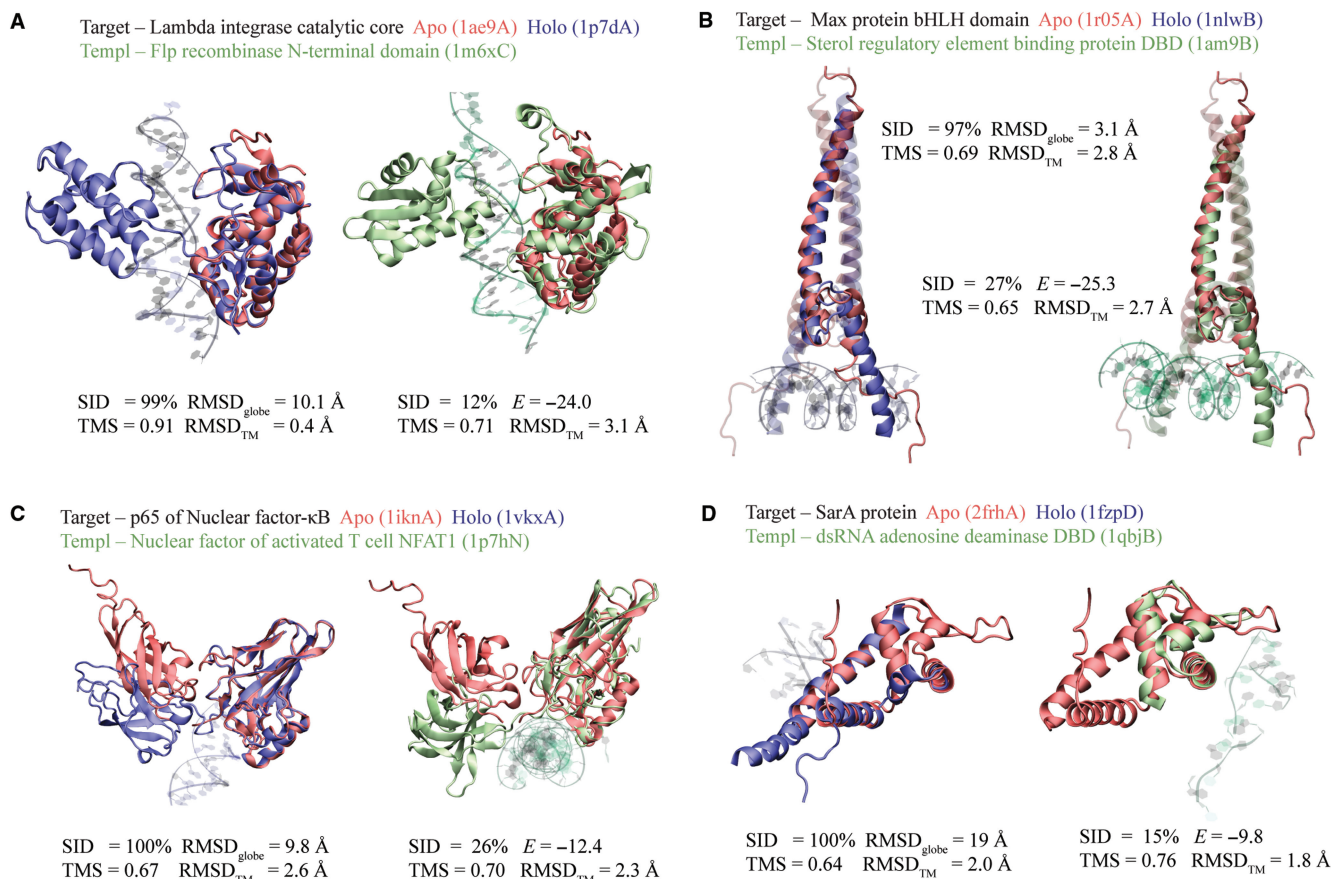 A
Target – Lambda integrase catalytic core Apo (1ae9A) Holo (1p7dA)
Templ – Flp recombinase N-terminal domain (1m6xC)
SID = 99% RMSDglobe = 10.1 Å
TMS = 0.91 RMSDTM = 0.4 Å
SID = 12% E = –24.0
TMS = 0.71 RMSDTM = 3.1 Å
B
Target – Max protein bHLH domain Apo (1r05A) Holo (1nlwB)
Templ – Sterol regulatory element binding protein DBD (1am9B)
SID = 97% RMSDglobe = 3.1 Å
TMS = 0.69 RMSDTM = 2.8 Å
SID = 27% E = –25.3
TMS = 0.65 RMSDTM = 2.7 Å
C
Target – p65 of Nuclear factor-κB Apo (1iknA) Holo (1vkxA)
Templ – Nuclear factor of activated T cell NFAT1 (1p7hN)
SID = 100% RMSDglobe = 9.8 Å
TMS = 0.67 RMSDTM = 2.6 Å
SID = 26% E = –12.4
TMS = 0.70 RMSDTM = 2.3 Å
D
Target – SarA protein Apo (2frhA) Holo (1fzpD)
Templ – dsRNA adenosine deaminase DBD (1qbjB)
SID = 100% RMSDglobe = 19 Å
TMS = 0.64 RMSDTM = 2.0 Å
SID = 15% E = –9.8
TMS = 0.76 RMSDTM = 1.8 Å